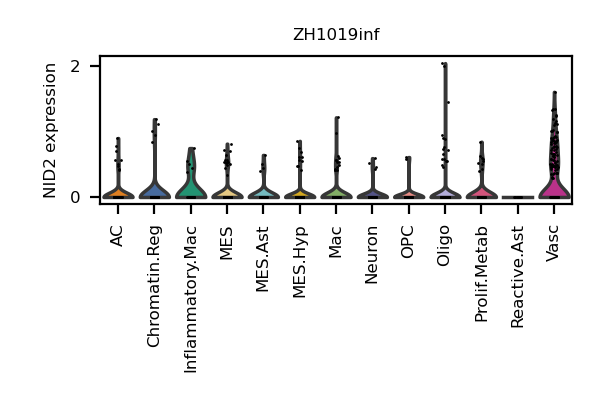 ZH1019inf
NID2 expression
2
0
AC
Chromatin.Reg
Inflammatory.Mac
MES
MES.Ast
MES.Hyp
Mac
Neuron
OPC
Oligo
Prolif.Metab
Reactive.Ast
Vasc